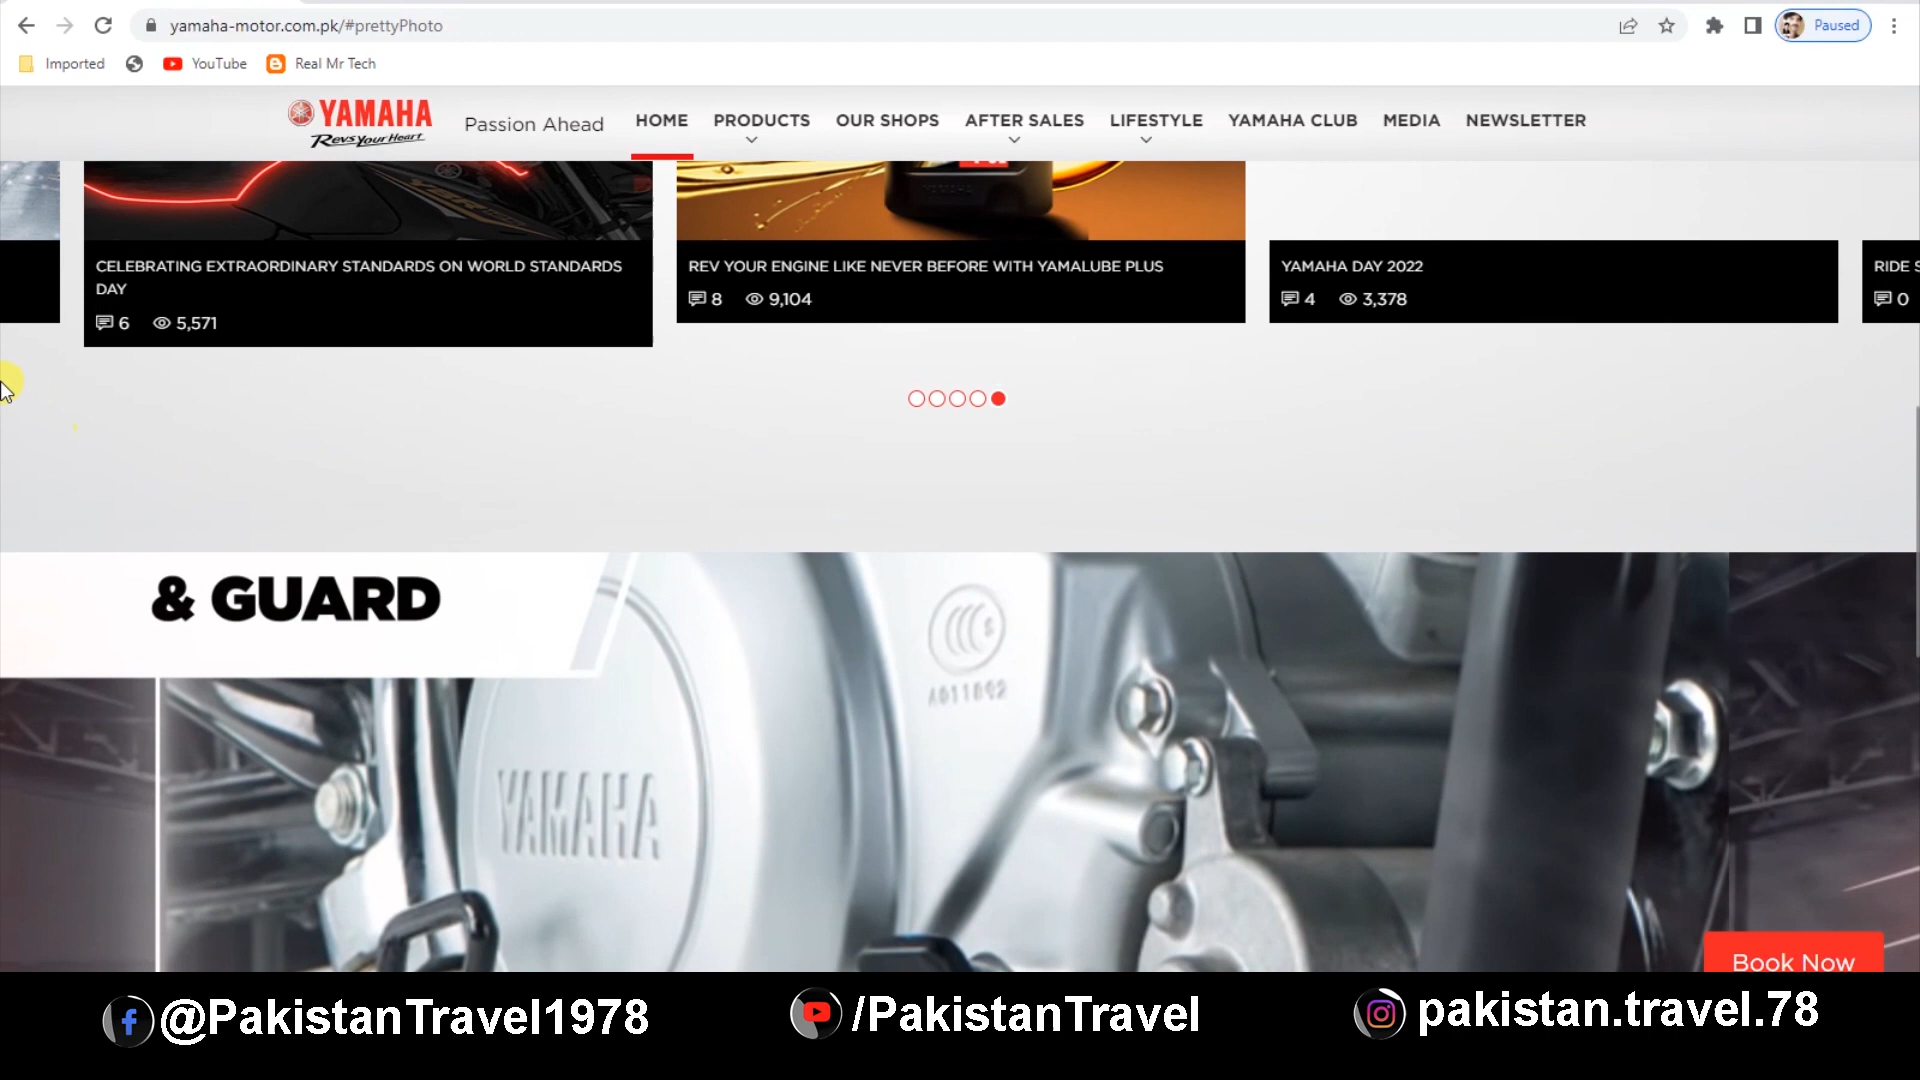 yamaha-motor.com.pk/#prettyPhoto
Paused
Imported
YouTube
Real Mr Tech
YAMAHA
Revs Your Heart
Passion Ahead
HOME
PRODUCTS
OUR SHOPS
AFTER SALES
LIFESTYLE
YAMAHA CLUB
MEDIA
NEWSLETTER
CELEBRATING EXTRAORDINARY STANDARDS ON WORLD STANDARDS
DAY
6 5,571
REV YOUR ENGINE LIKE NEVER BEFORE WITH YAMALUBE PLUS
8 9,104
YAMAHA DAY 2022
4 3,378
RIDE
0
& GUARD
YAMAHA
A011892
Book Now
@PakistanTravel1978
/PakistanTravel
pakistan.travel.78